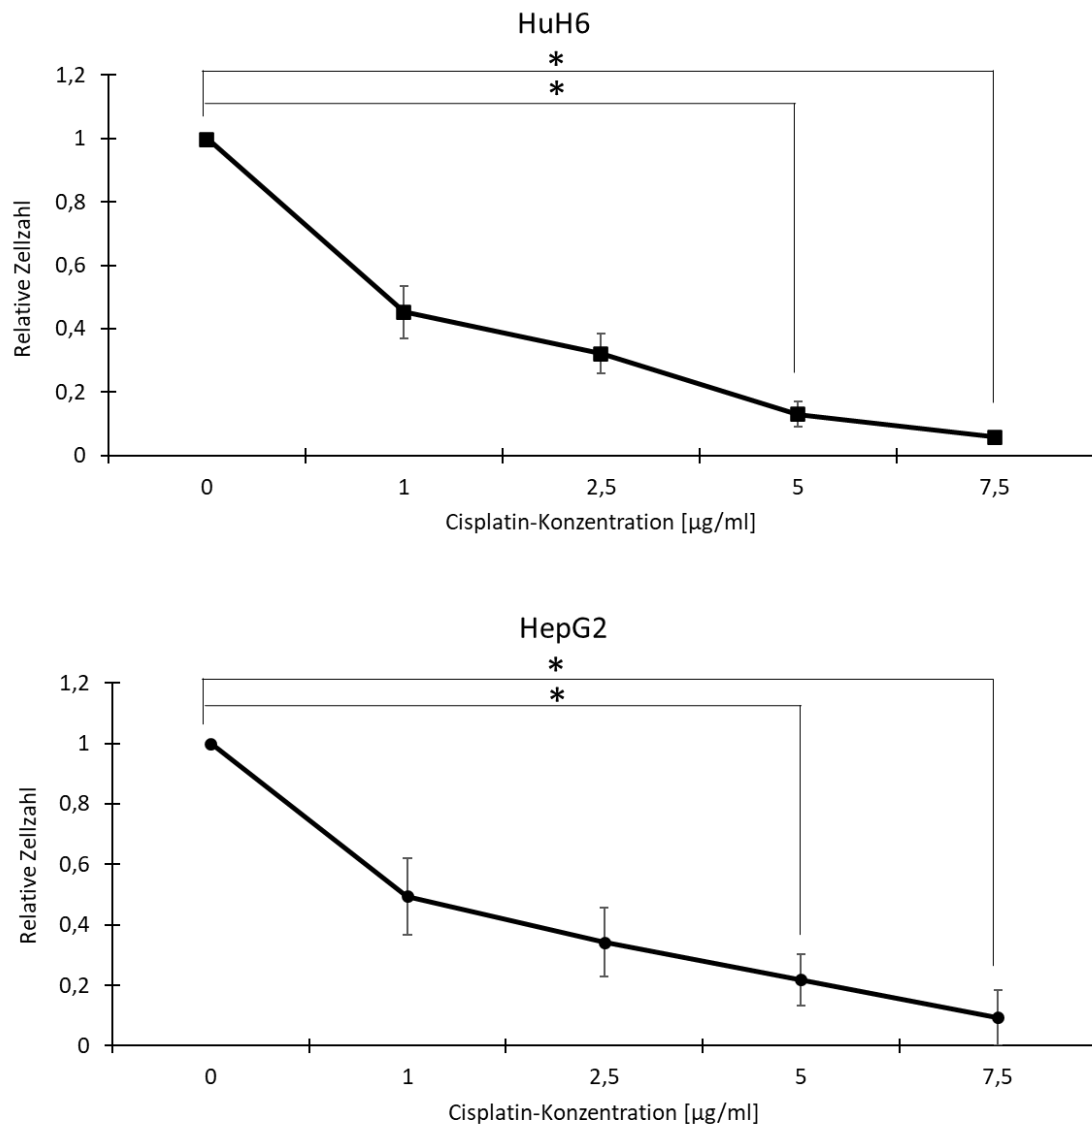 HuH6
*
*
1,2
1
0,8
0,6
0,4
0,2
0
Relative Zellzahl
0 1 2,5 5 7,5
Cisplatin-Konzentration [µg/ml]
HepG2
*
*
1,2
1
0,8
0,6
0,4
0,2
0
Relative Zellzahl
0 1 2,5 5 7,5
Cisplatin-Konzentration [µg/ml]